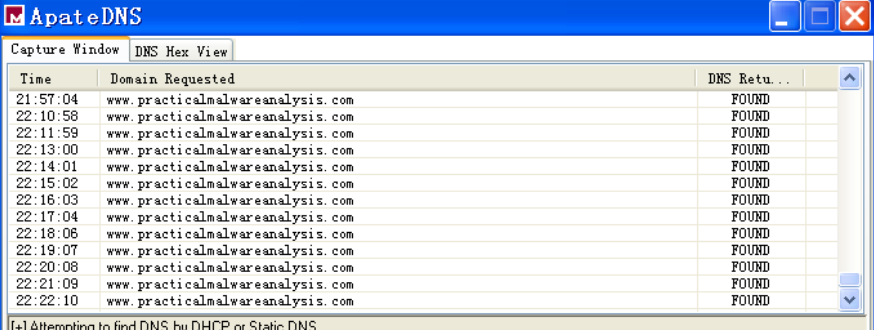 ApateDNS
Capture Window DNS Hex View
Time Domain Requested DNS Retu...
21:57:04 www.practicalmalwareanalysis.com FOUND
22:10:58 www.practicalmalwareanalysis.com FOUND
22:11:59 www.practicalmalwareanalysis.com FOUND
22:13:00 www.practicalmalwareanalysis.com FOUND
22:14:01 www.practicalmalwareanalysis.com FOUND
22:15:02 www.practicalmalwareanalysis.com FOUND
22:16:03 www.practicalmalwareanalysis.com FOUND
22:17:04 www.practicalmalwareanalysis.com FOUND
22:18:06 www.practicalmalwareanalysis.com FOUND
22:19:07 www.practicalmalwareanalysis.com FOUND
22:20:08 www.practicalmalwareanalysis.com FOUND
22:21:09 www.practicalmalwareanalysis.com FOUND
22:22:10 www.practicalmalwareanalysis.com FOUND
[+] Attempting to find DNS by DHCP or Static DNS